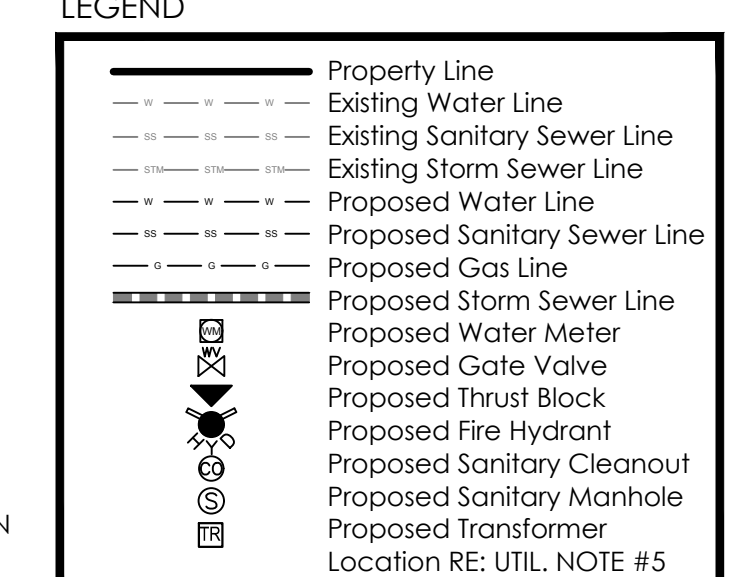 LEGEND
Property Line
W W W Existing Water Line
SS SS SS Existing Sanitary Sewer Line
STM STM STM Existing Storm Sewer Line
W W W Proposed Water Line
SS SS SS Proposed Sanitary Sewer Line
G G G Proposed Gas Line
Proposed Storm Sewer Line
WM Proposed Water Meter
WV Proposed Gate Valve
Proposed Thrust Block
HYD Proposed Fire Hydrant
CO Proposed Sanitary Cleanout
S Proposed Sanitary Manhole
N
TR Proposed Transformer
Location RE: UTIL. NOTE #5